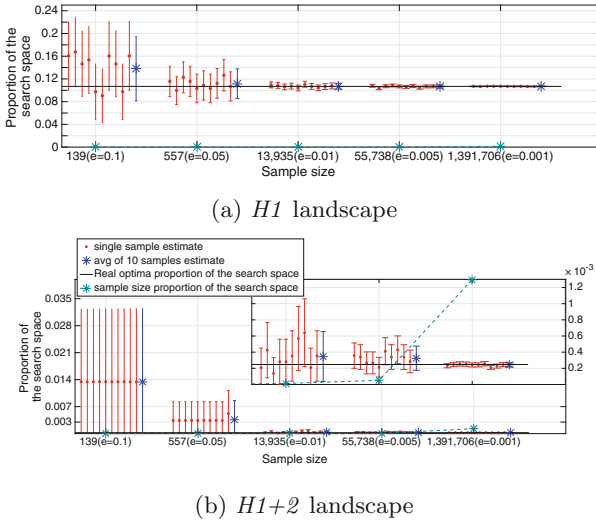 0.24
0.2
0.16
0.12
0.08
0.04
0
Proportion of the
search space
139(e=0.1)
557(e=0.05)
13,935(e=0.01)
55,738(e=0.005)
1,391,706(e=0.001)
Sample size
(a) H1 landscape
single sample estimate
avg of 10 samples estimate
Real optima proportion of the search space
sample size proportion of the search space
×10⁻³
1.2
1
0.8
0.6
0.4
0.2
0.035
0.028
0.021
0.014
0.007
0.003
Proportion of
the search space
139(e=0.1)
557(e=0.05)
13,935(e=0.01)
55,738(e=0.005)
1,391,706(e=0.001)
Sample size
(b) H1+2 landscape